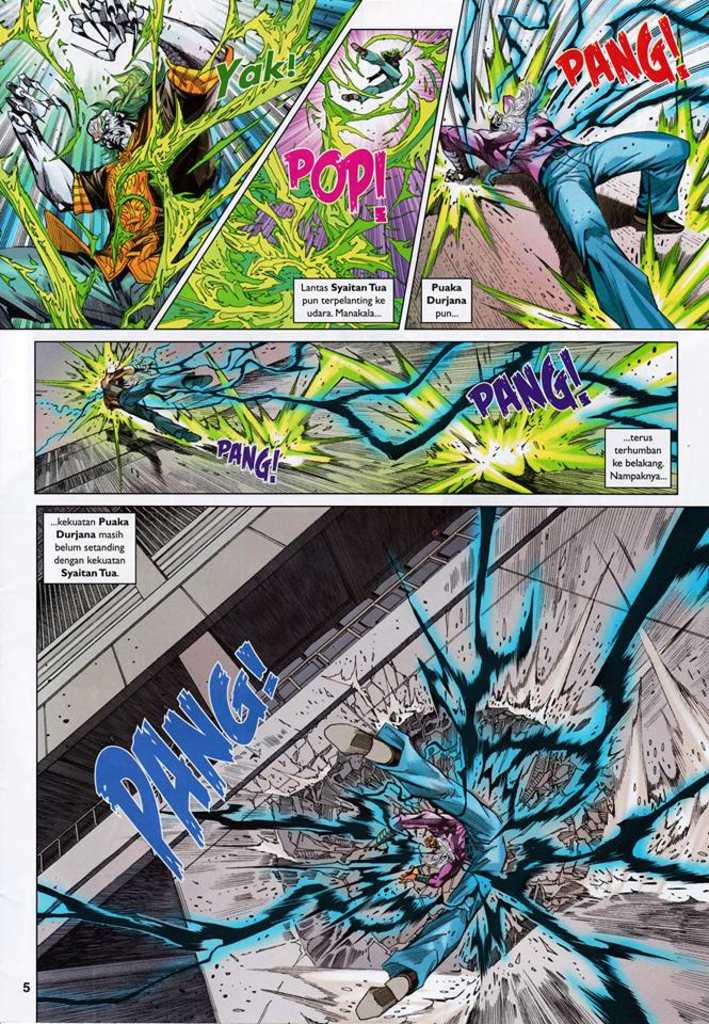 Yak!
POP!
Lantas Syaitan Tua
pun terpelanting ke
udara. Manakala...
PANG!
Puaka
Durjana
pun...
PANG!
PANG!
...terus
terhumban
ke belakang.
Nampaknya...
...kekuatan Puaka
Durjana masih
belum setanding
dengan kekuatan
Syaitan Tua.
PANG!
5